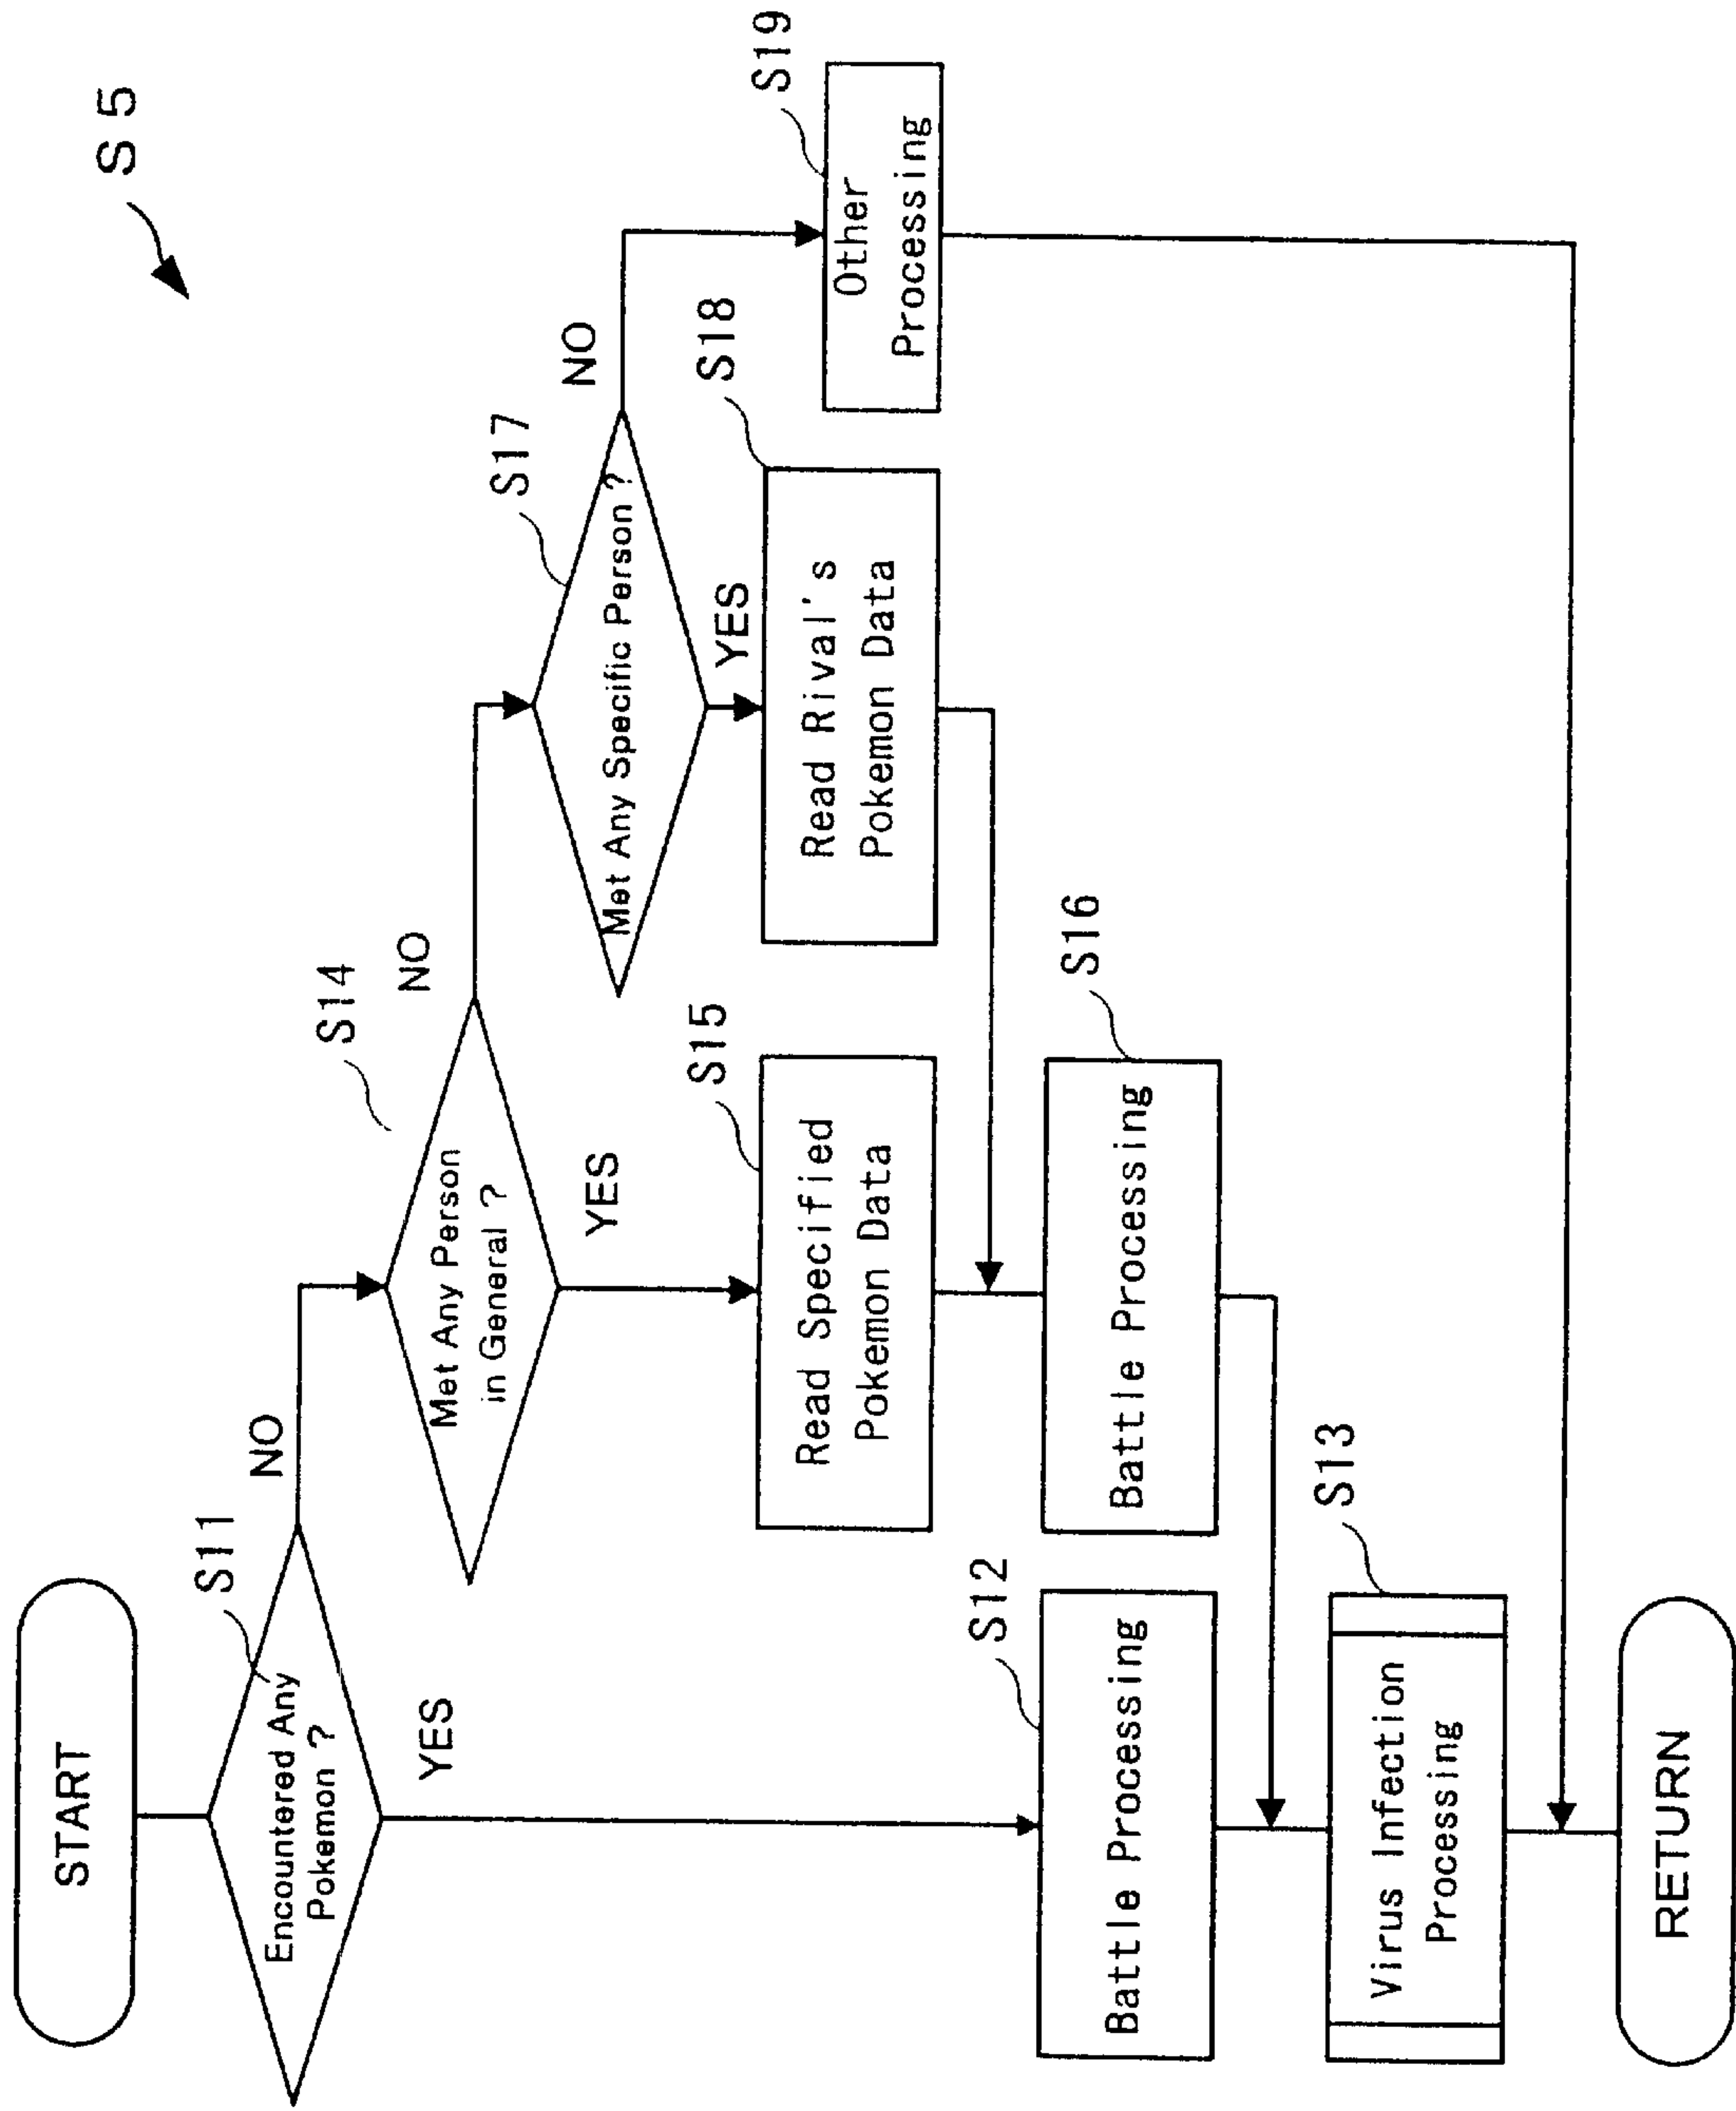 S 5
START
S11
Encountered Any
Pokemon ?
NO
YES
S14
Met Any Person
in General ?
NO
YES
S17
Met Any Specific Person ?
NO
YES
S15
Read Specified
Pokemon Data
S18
Read Rival's
Pokemon Data
S19
Other
Processing
S12
Battle Processing
S16
Battle Processing
S13
Virus Infection
Processing
RETURN